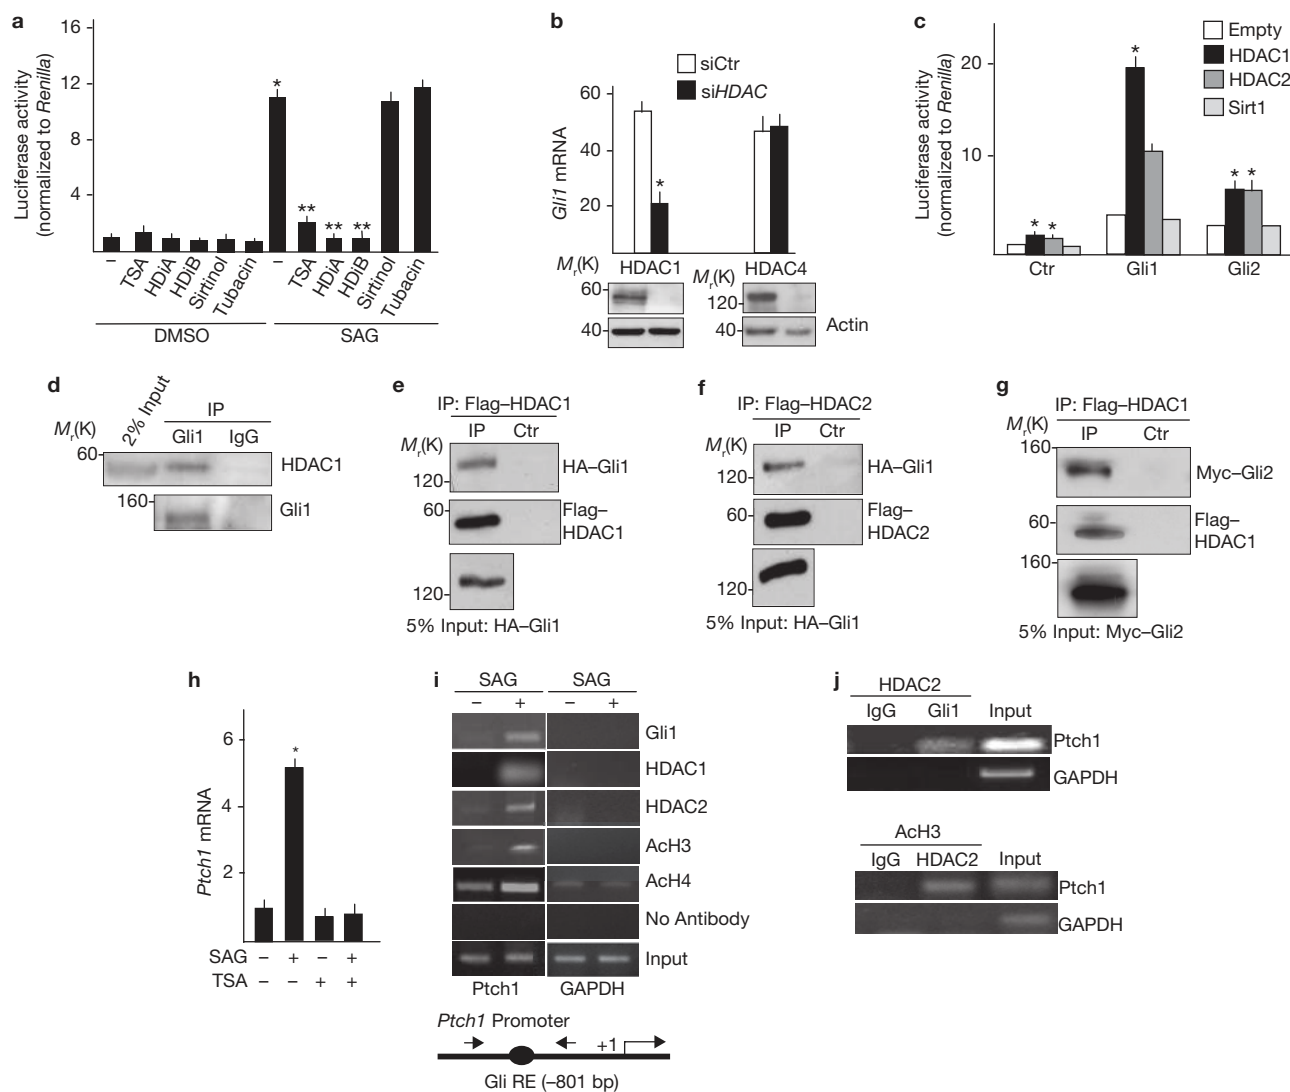 a
Luciferase activity
(normalized to Renilla)
16
12
8
4
–
TSA
HDiA
HDiB
Sirtinol
Tubacin
–
TSA
HDiA
HDiB
Sirtinol
Tubacin
*
**
**
**
DMSO
SAG
b
siCtr
siHDAC
Gli1 mRNA
60
40
20
*
HDAC1
HDAC4
Mr(K)
60
40
Mr(K)
120
40
Actin
c
Empty
HDAC1
HDAC2
Sirt1
Luciferase activity
(normalized to Renilla)
20
10
* *
*
* *
Ctr
Gli1
Gli2
d
2% Input
IP
Mr(K)
Gli1
IgG
60
HDAC1
160
Gli1
e
IP: Flag–HDAC1
Mr(K)
IP
Ctr
120
HA–Gli1
60
Flag–
HDAC1
120
5% Input: HA–Gli1
f
IP: Flag–HDAC2
Mr(K)
IP
Ctr
120
HA–Gli1
60
Flag–
HDAC2
120
5% Input: HA–Gli1
g
IP: Flag–HDAC1
Mr(K)
IP
Ctr
160
Myc–Gli2
60
Flag–
HDAC1
160
5% Input: Myc–Gli2
h
Ptch1 mRNA
6
4
2
*
SAG – + – +
TSA – – + +
i
SAG
SAG
– + – +
Gli1
HDAC1
HDAC2
AcH3
AcH4
No Antibody
Input
Ptch1
GAPDH
Ptch1 Promoter
+1
Gli RE (–801 bp)
j
HDAC2
IgG
Gli1
Input
Ptch1
GAPDH
AcH3
IgG
HDAC2
Input
Ptch1
GAPDH